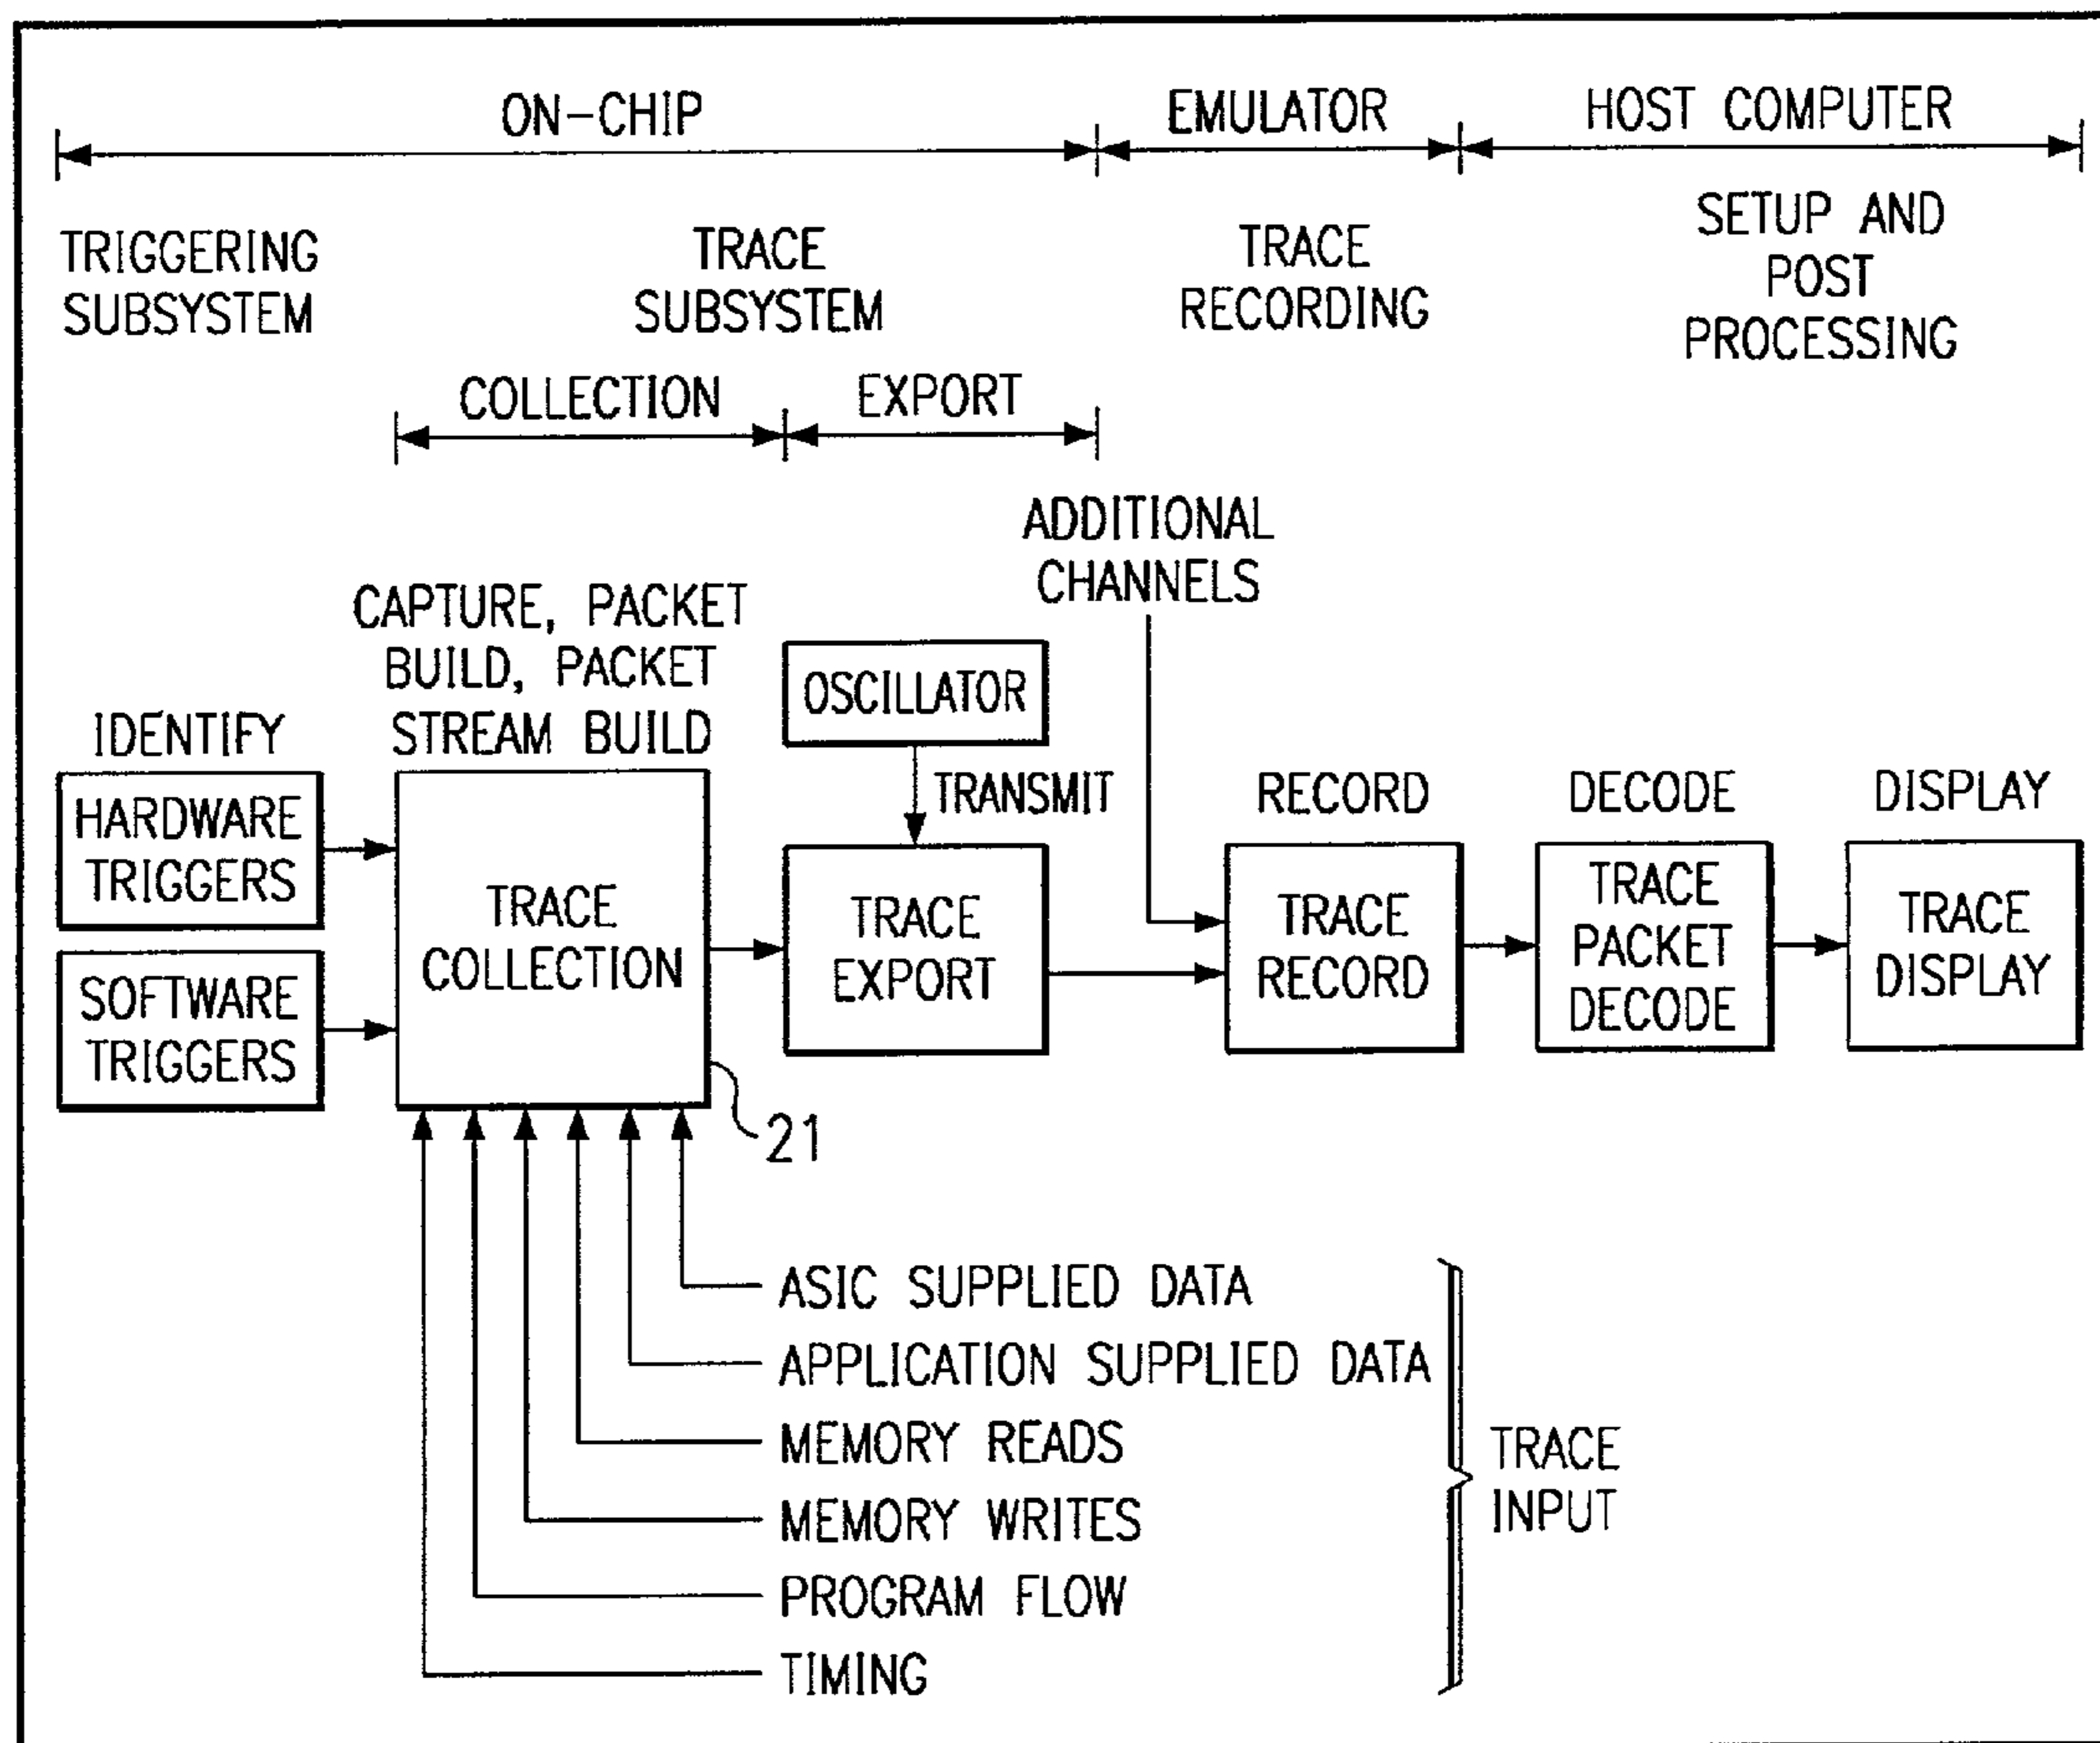 ON-CHIP
EMULATOR
HOST COMPUTER
TRIGGERING
SUBSYSTEM
TRACE
SUBSYSTEM
TRACE
RECORDING
SETUP AND
POST
PROCESSING
COLLECTION
EXPORT
ADDITIONAL
CHANNELS
CAPTURE, PACKET
BUILD, PACKET
STREAM BUILD
OSCILLATOR
IDENTIFY
TRANSMIT
RECORD
DECODE
DISPLAY
HARDWARE
TRIGGERS
SOFTWARE
TRIGGERS
TRACE
COLLECTION
TRACE
EXPORT
TRACE
RECORD
TRACE
PACKET
DECODE
TRACE
DISPLAY
21
ASIC SUPPLIED DATA
APPLICATION SUPPLIED DATA
MEMORY READS
MEMORY WRITES
PROGRAM FLOW
TIMING
TRACE
INPUT